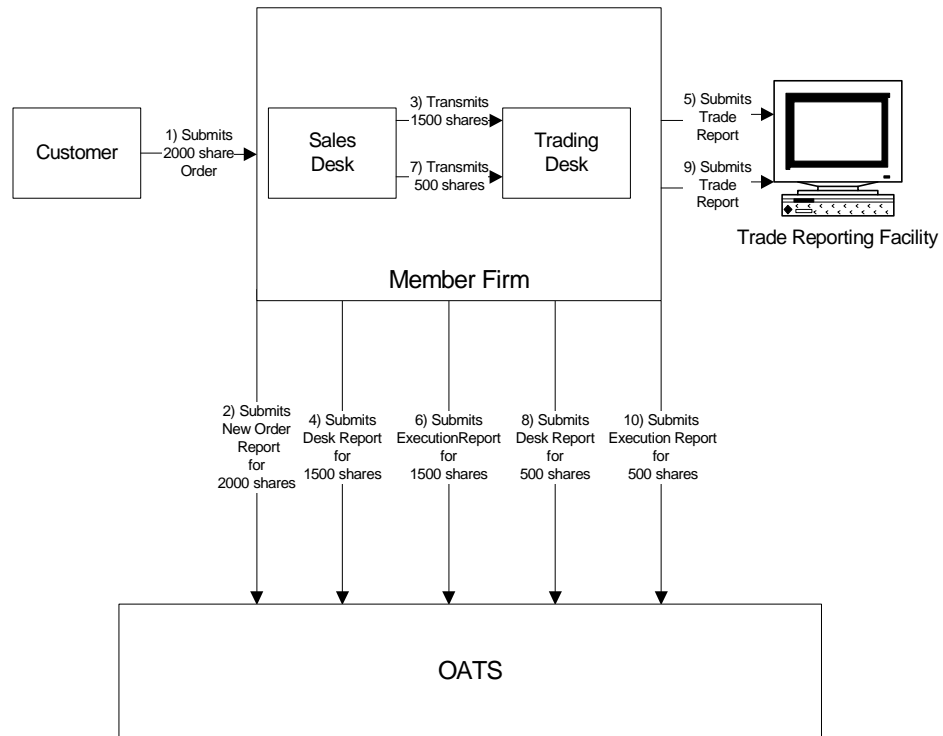 Customer
1) Submits
2000 share
Order
Sales
Desk
3) Transmits
1500 shares
7) Transmits
500 shares
Trading
Desk
5) Submits
Trade
Report
9) Submits
Trade
Report
Trade Reporting Facility
Member Firm
2) Submits
New Order
Report
for
2000 shares
4) Submits
Desk Report
for
1500 shares
6) Submits
ExecutionReport
for
1500 shares
8) Submits
Desk Report
for
500 shares
10) Submits
Execution Report
for
500 shares
OATS